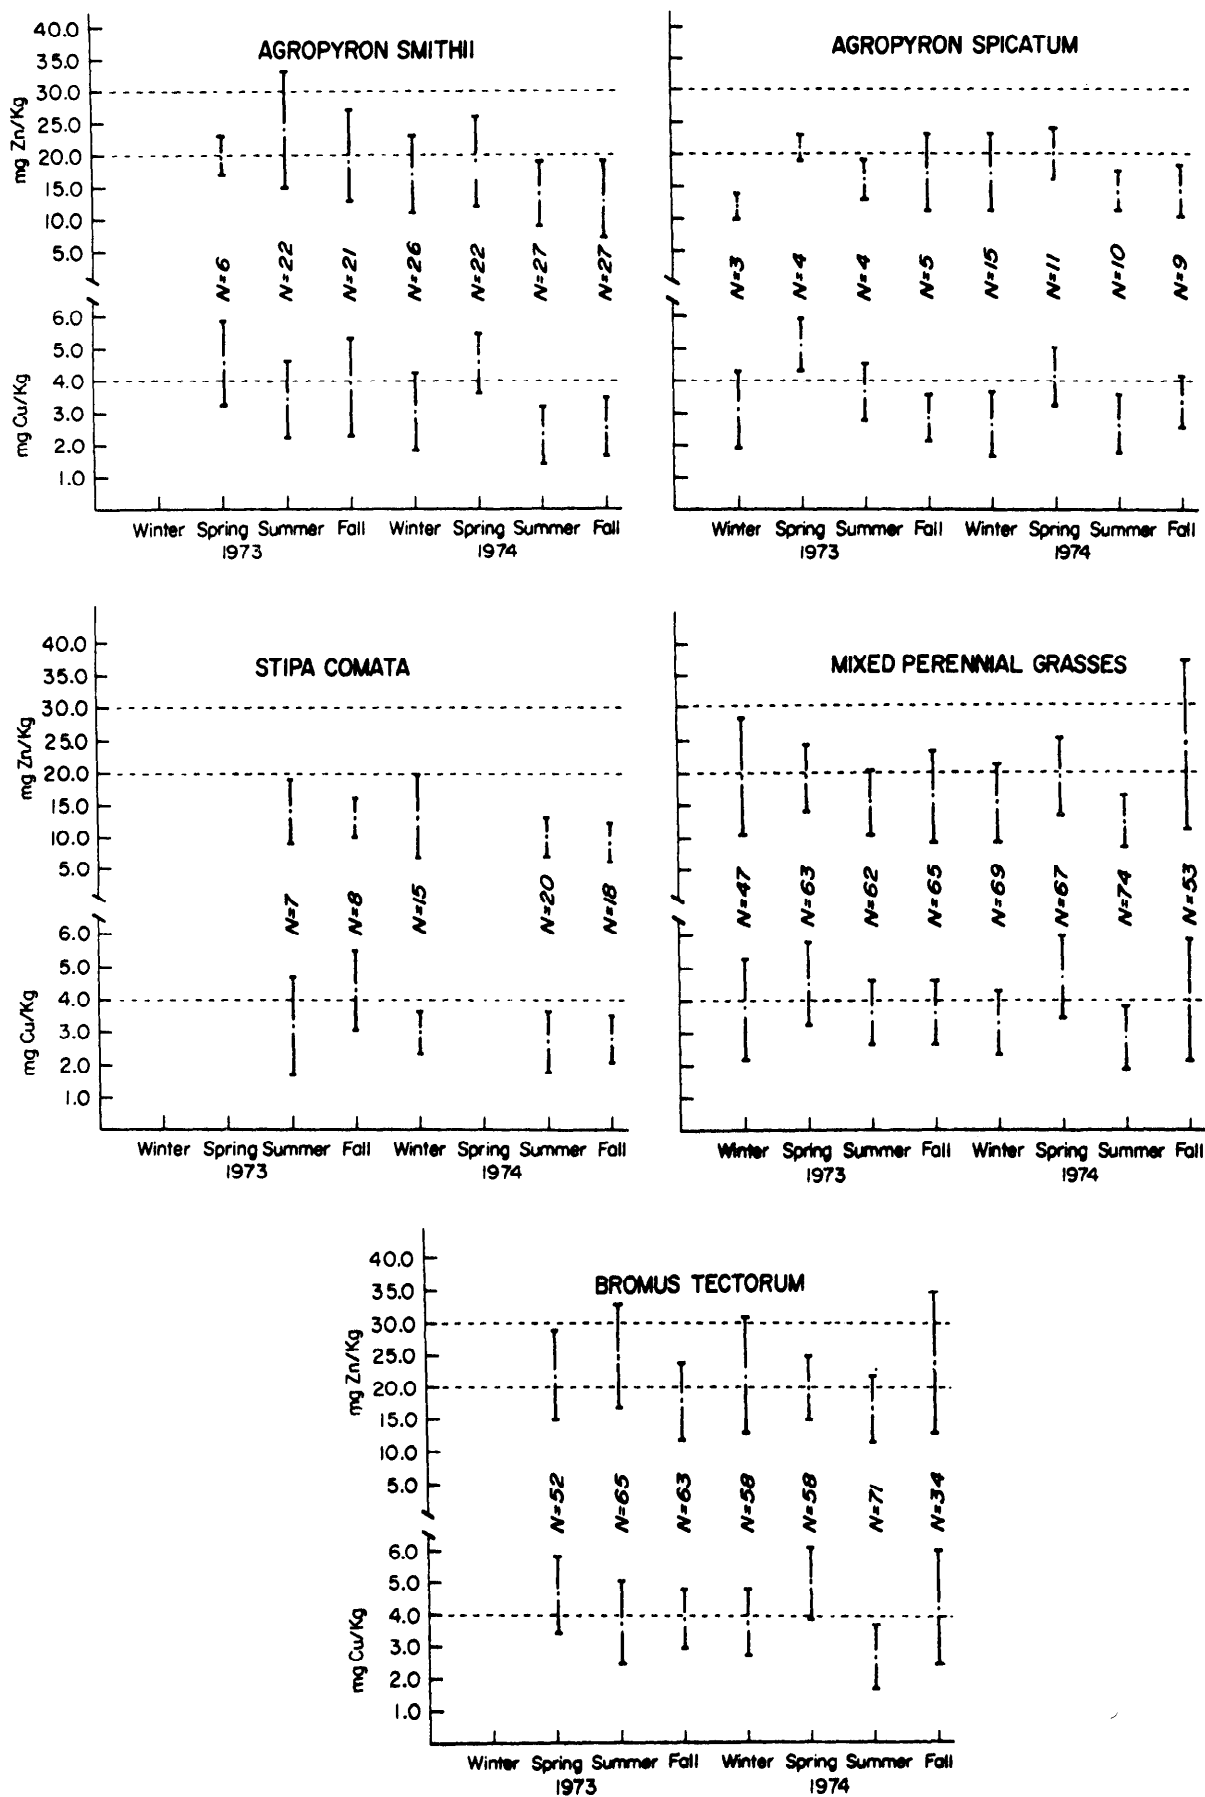 AGROPYRON SMITHII
40.0
35.0
30.0
25.0
20.0
15.0
10.0
5.0
mg Zn/Kg
N=6 N=22 N=21 N=26 N=22 N=27 N=27
6.0
5.0
4.0
3.0
2.0
1.0
mg Cu/Kg
Winter Spring Summer Fall Winter Spring Summer Fall
1973 1974
AGROPYRON SPICATUM
N=3 N=4 N=4 N=5 N=15 N=11 N=10 N=9
Winter Spring Summer Fall Winter Spring Summer Fall
1973 1974
STIPA COMATA
40.0
35.0
30.0
25.0
20.0
15.0
10.0
5.0
mg Zn/Kg
N=7 N=8 N=15 N=20 N=18
6.0
5.0
4.0
3.0
2.0
1.0
mg Cu/Kg
Winter Spring Summer Fall Winter Spring Summer Fall
1973 1974
MIXED PERENNIAL GRASSES
N=47 N=63 N=62 N=65 N=69 N=67 N=74 N=53
Winter Spring Summer Fall Winter Spring Summer Fall
1973 1974
BROMUS TECTORUM
40.0
35.0
30.0
25.0
20.0
15.0
10.0
5.0
mg Zn/Kg
N=52 N=65 N=63 N=58 N=58 N=71 N=34
6.0
5.0
4.0
3.0
2.0
1.0
mg Cu/Kg
Winter Spring Summer Fall Winter Spring Summer Fall
1973 1974